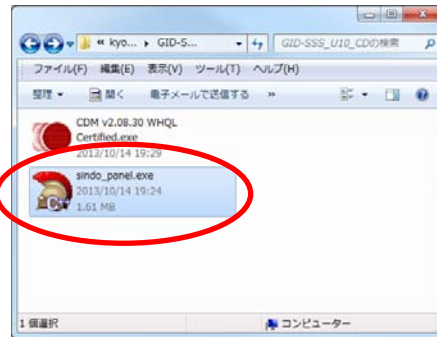 « kyo... ▸ GID-S...
GID-SSS_U10_CDの検索
ファイル(F) 編集(E) 表示(V) ツール(T) ヘルプ(H)
整理 開く 電子メールで送信する »
CDM v2.08.30 WHQL
Certified.exe
2013/10/14 19:29
sindo_panel.exe
2013/10/14 19:24
1.61 MB
1 個選択 コンピューター